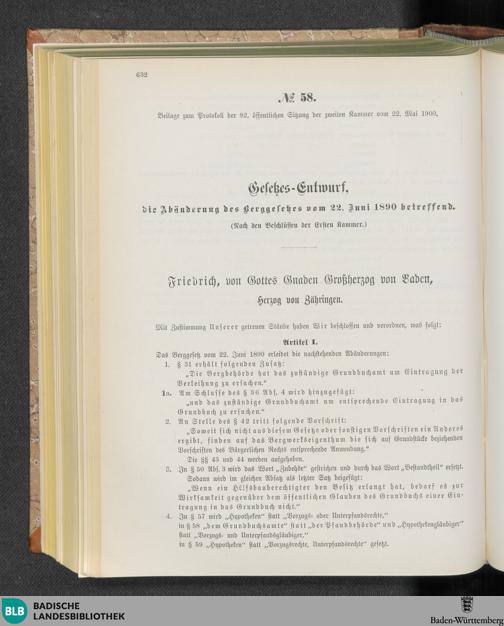 632
№ 58.
Beilage zum Protokoll der 92. öffentlichen Sitzung der zweiten Kammer vom 22. Mai 1900.
Gesetzes-Entwurf,
die Abänderung des Berggesetzes vom 22. Juni 1890 betreffend.
(Nach den Beschlüssen der Ersten Kammer.)
Friedrich, von Gottes Gnaden Großherzog von Baden,
Herzog von Zähringen.
Mit Zustimmung Unserer getreuen Stände haben Wir beschlossen und verordnen, was folgt:
Artikel I.
Das Berggesetz vom 22. Juni 1890 erleidet die nachstehenden Abänderungen:
1. § 31 erhält folgenden Zusatz:
„Die Bergbehörde hat das zuständige Grundbuchamt um Eintragung der
Verleihung zu ersuchen."
1a. Am Schlusse des § 36 Abs. 4 wird hinzugefügt:
„und das zuständige Grundbuchamt um entsprechende Eintragung in das
Grundbuch zu ersuchen."
2. An Stelle des § 42 tritt folgende Vorschrift:
„Soweit sich nicht aus diesem Gesetz oder sonstigen Vorschriften ein Anderes
ergibt, finden auf das Bergwerkseigenthum die sich auf Grundstücke beziehenden
Vorschriften des Bürgerlichen Rechts entsprechende Anwendung."
Die §§ 43 und 44 werden aufgehoben.
3. In § 50 Abs. 3 wird das Wort „Zubehör" gestrichen und durch das Wort „Bestandtheil" ersetzt.
Sodann wird im gleichen Absatz als letzter Satz beigefügt:
„Wenn ein Hilfsbauberechtigter den Besitz erlangt hat, bedarf es zur
Wirksamkeit gegenüber dem öffentlichen Glauben des Grundbuchs einer Ein-
tragung in das Grundbuch nicht."
4. In § 57 wird „Hypotheken" statt „Vorzugs- oder Unterpfandsrechte,"
in § 58 „dem Grundbuchamte" statt „der Pfandbehörde" und „Hypothekengläubiger"
statt „Vorzugs- und Unterpfandsgläubiger,"
in § 59 „Hypotheken" statt „Vorzugsrechte, Unterpfandsrechte" gesetzt.
BLB
BADISCHE
LANDESBIBLIOTHEK
Baden-Württemberg